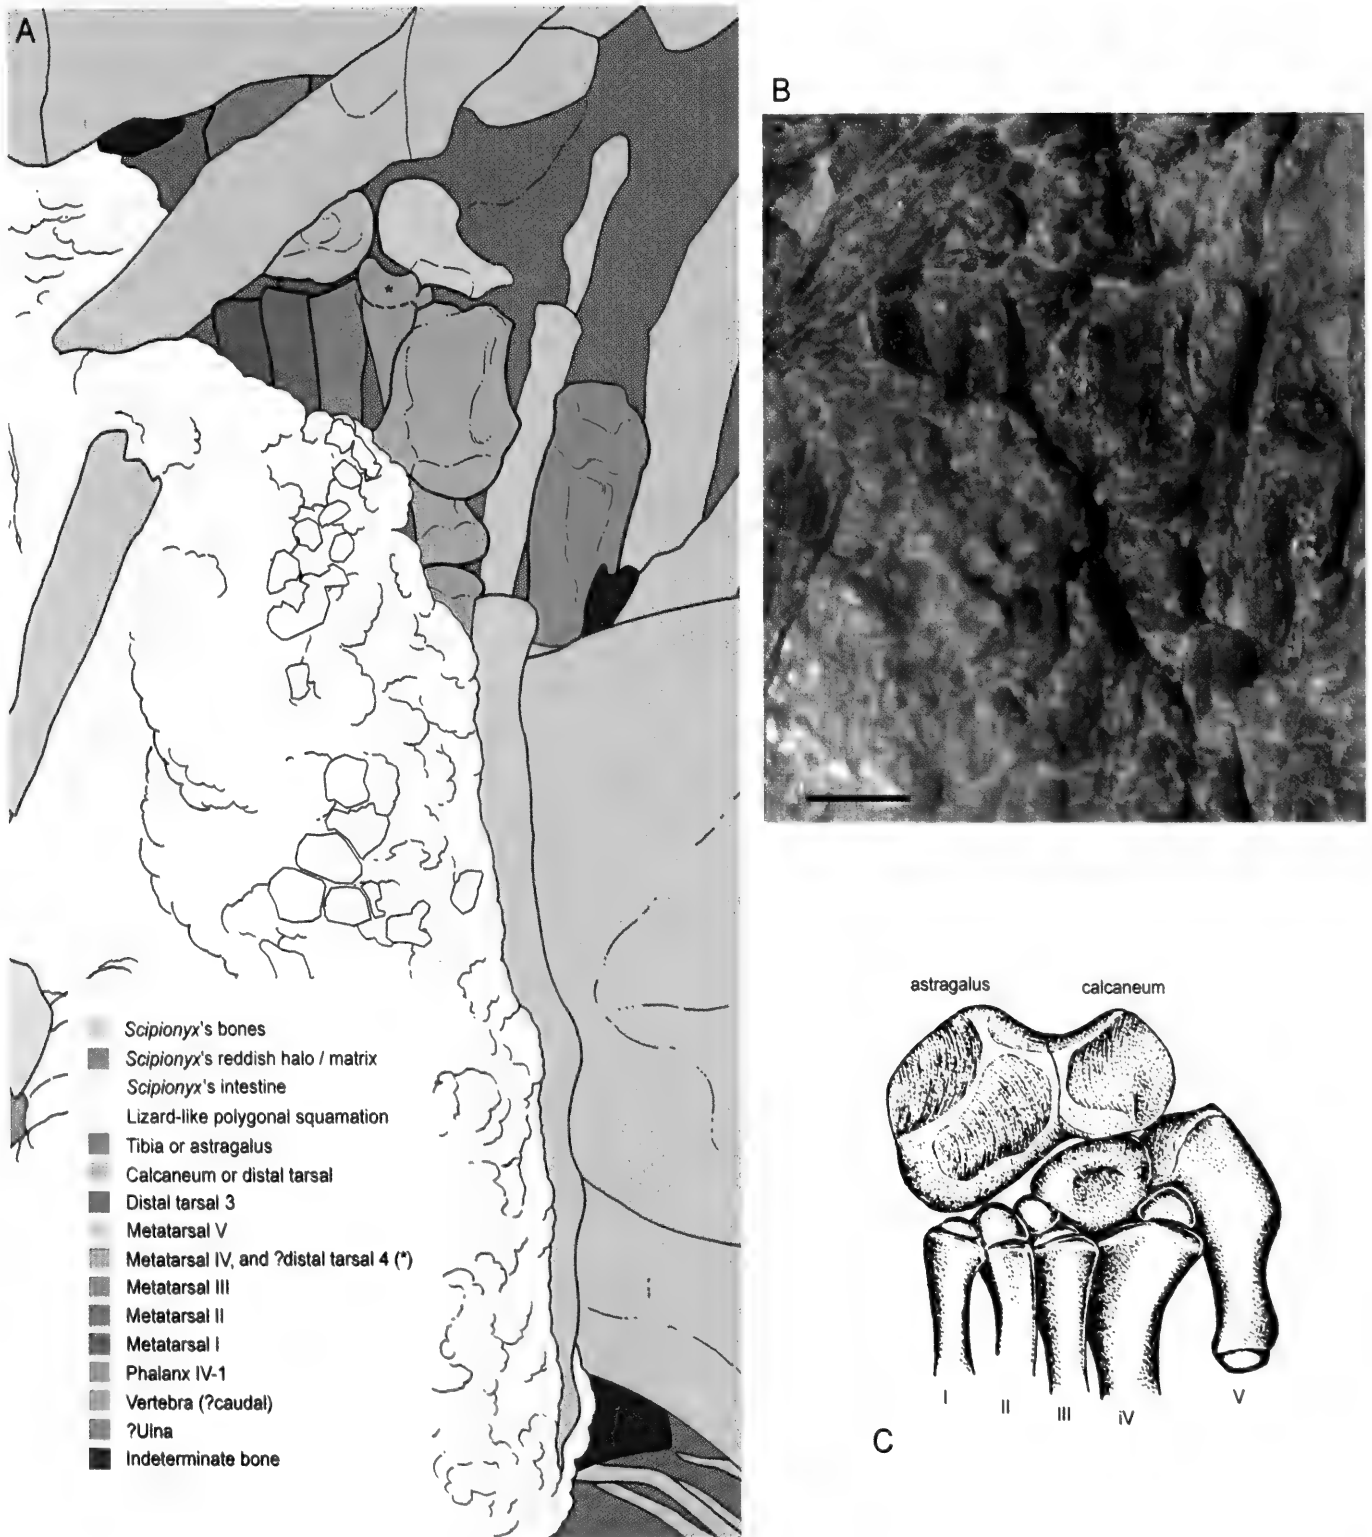 A
B
*
Scipionyx's bones
Scipionyx's reddish halo / matrix
Scipionyx's intestine
Lizard-like polygonal squamation
Tibia or astragalus
Calcaneum or distal tarsal
Distal tarsal 3
Metatarsal V
Metatarsal IV, and ?distal tarsal 4 (*)
Metatarsal III
Metatarsal II
Metatarsal I
Phalanx IV-1
Vertebra (?caudal)
?Ulna
Indeterminate bone
astragalus calcaneum
I II III iV V
C